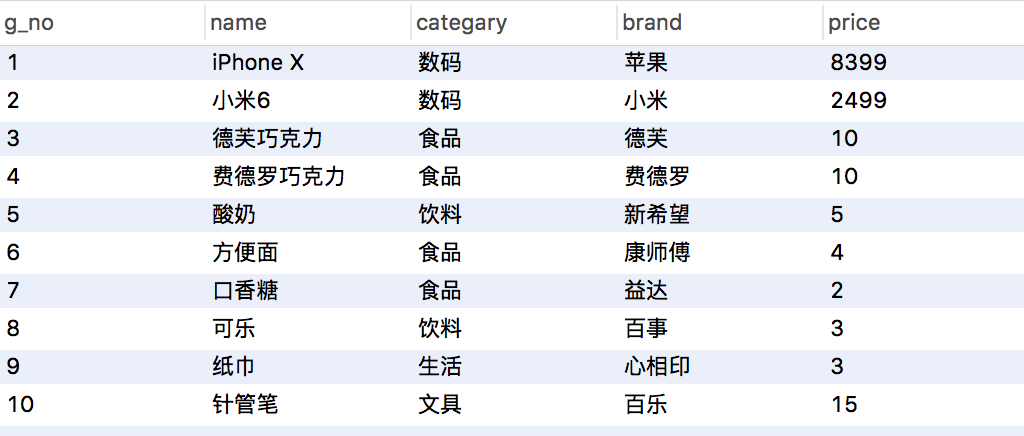 g_no name categary brand price
1 iPhone X 数码 苹果 8399
2 小米6 数码 小米 2499
3 德芙巧克力 食品 德芙 10
4 费德罗巧克力 食品 费德罗 10
5 酸奶 饮料 新希望 5
6 方便面 食品 康师傅 4
7 口香糖 食品 益达 2
8 可乐 饮料 百事 3
9 纸巾 生活 心相印 3
10 针管笔 文具 百乐 15